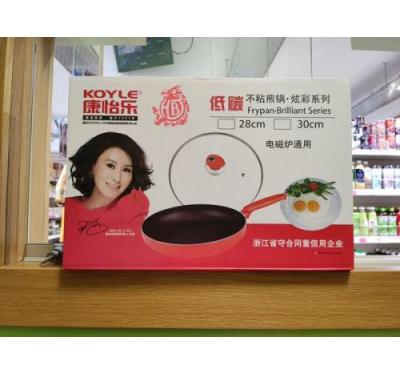 KOYLE
康怡乐
低碳 不粘煎锅·炫彩系列
Frypan·Brilliant Series
28cm 30cm
电磁炉通用
浙江省守合同重信用企业